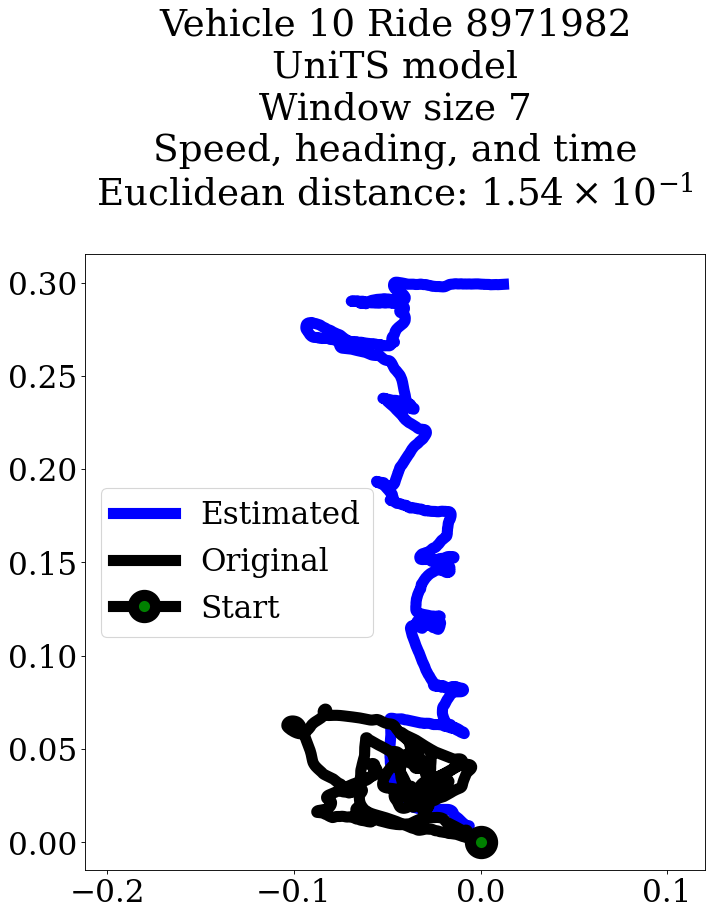 Vehicle 10 Ride 8971982
UniTS model
Window size 7
Speed, heading, and time
Euclidean distance: 1.54 × 10⁻¹
0.30
0.25
0.20
0.15
0.10
0.05
0.00
Estimated
Original
Start
−0.2 −0.1 0.0 0.1